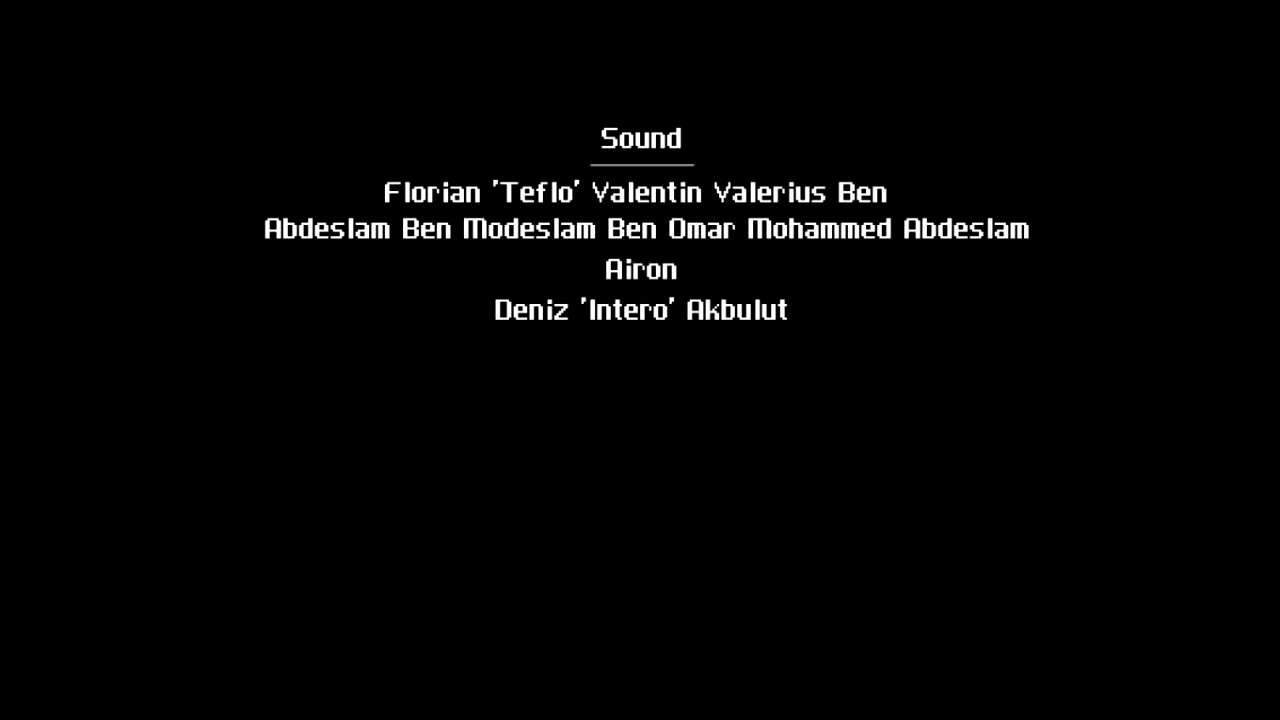 Sound
Florian 'Teflo' Valentin Valerius Ben
Abdeslam Ben Modeslam Ben Omar Mohammed Abdeslam
Airon
Deniz 'Intero' Akbulut